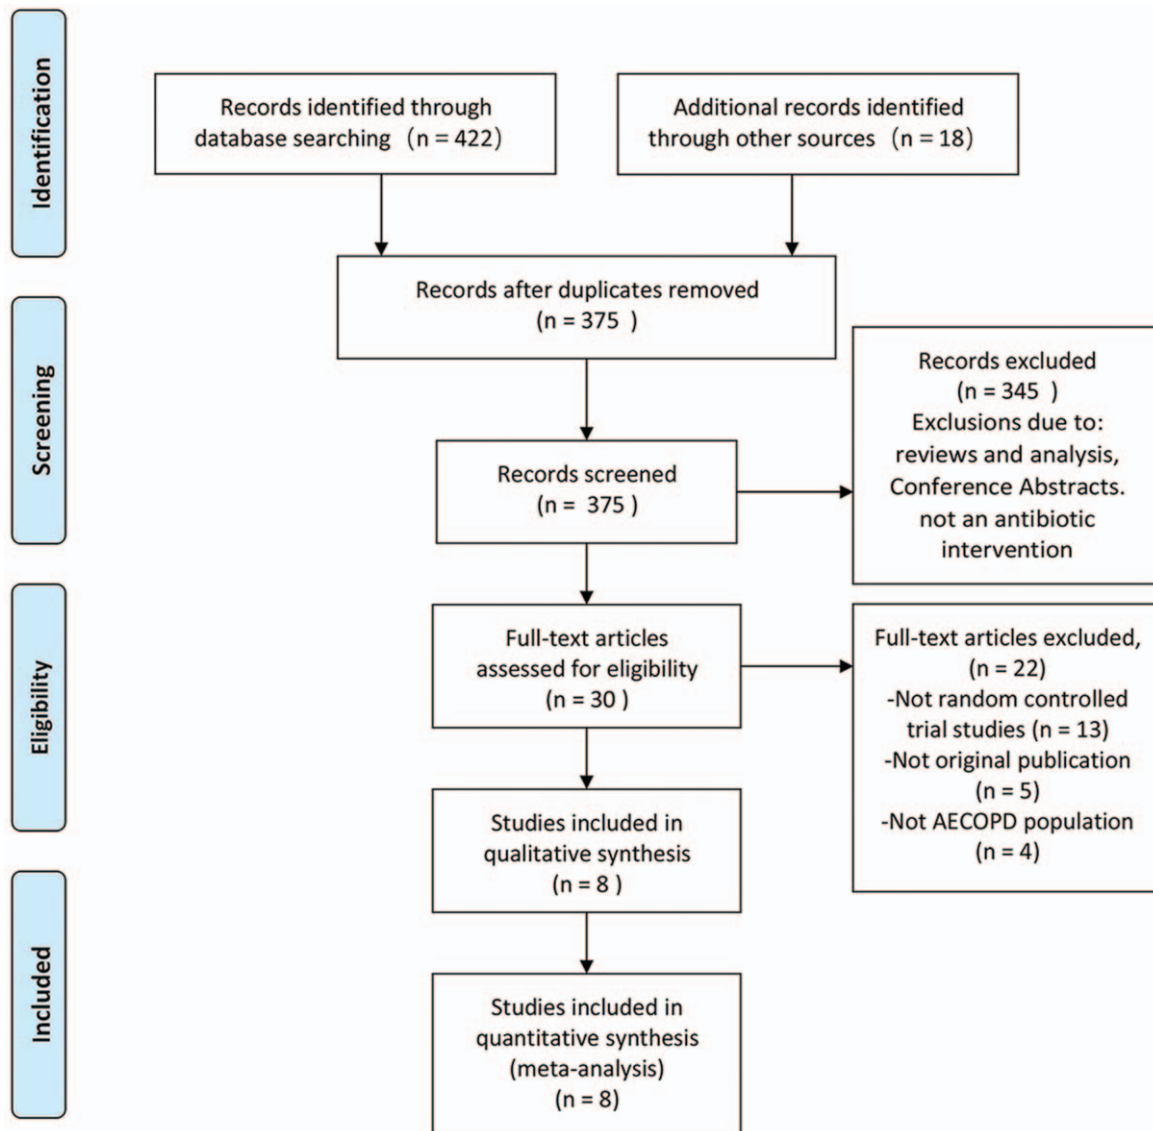 Identification
Records identified through
database searching （n = 422)
Additional records identified
through other sources （n = 18)
Records after duplicates removed
(n = 375 )
Screening
Records screened
(n = 375 )
Records excluded
(n = 345 )
Exclusions due to:
reviews and analysis,
Conference Abstracts.
not an antibiotic
intervention
Eligibility
Full-text articles
assessed for eligibility
(n = 30 )
Full-text articles excluded,
(n = 22)
-Not random controlled
trial studies (n = 13)
-Not original publication
(n = 5)
-Not AECOPD population
(n = 4)
Studies included in
qualitative synthesis
(n = 8 )
Included
Studies included in
quantitative synthesis
(meta-analysis)
(n = 8)